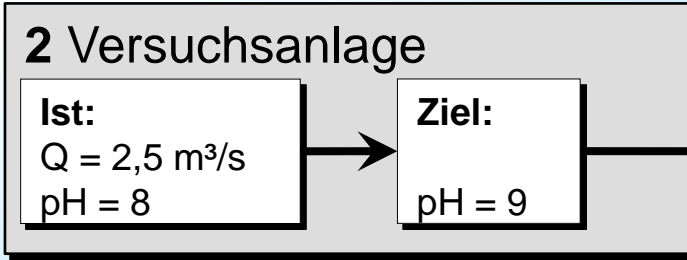 2 Versuchsanlage
Ist:
Q = 2,5 m³/s
pH = 8
Ziel:
pH = 9